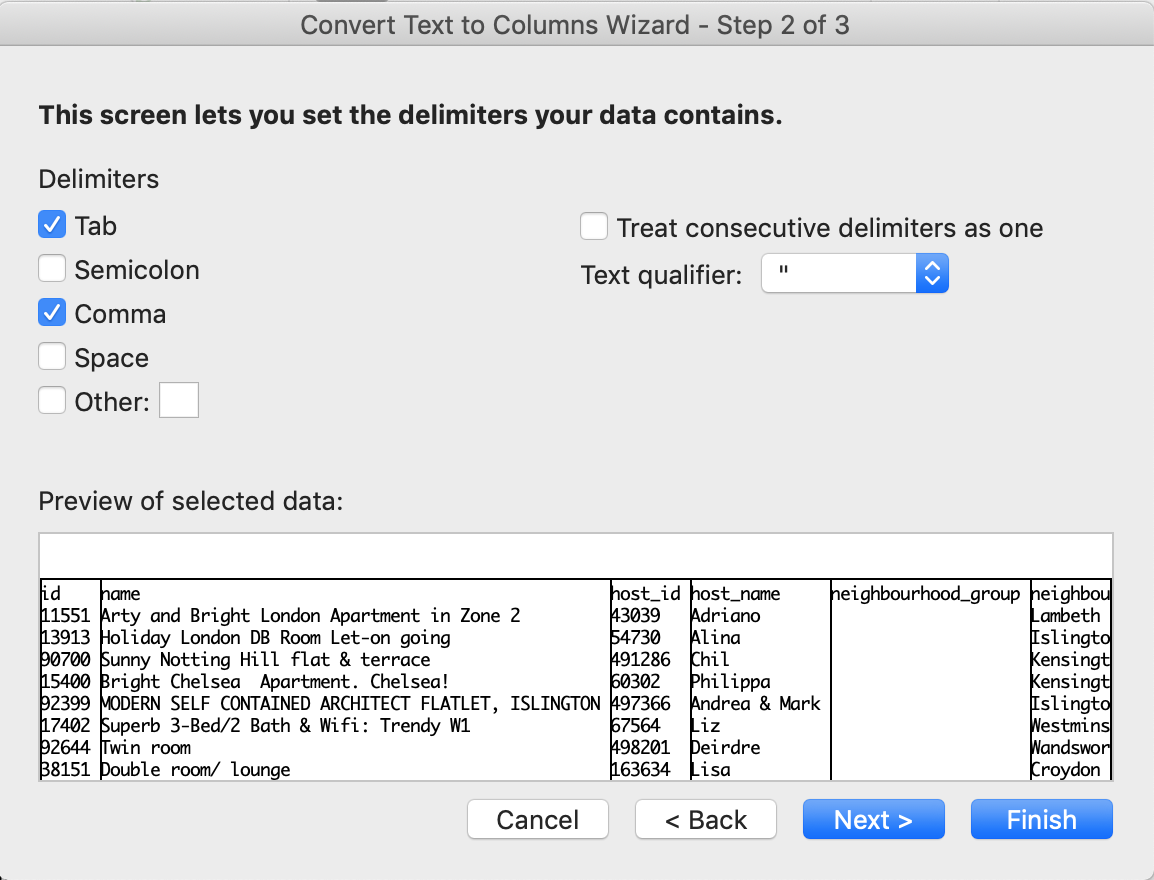 Convert Text to Columns Wizard - Step 2 of 3
This screen lets you set the delimiters your data contains.
Delimiters
Tab
Semicolon
Comma
Space
Other:
Treat consecutive delimiters as one
Text qualifier: "
Preview of selected data:
id name host_id host_name neighbourhood_group neighbou
11551 Arty and Bright London Apartment in Zone 2 43039 Adriano Lambeth
13913 Holiday London DB Room Let-on going 54730 Alina Islingto
90700 Sunny Notting Hill flat & terrace 491286 Chil Kensingt
15400 Bright Chelsea  Apartment. Chelsea! 60302 Philippa Kensingt
92399 MODERN SELF CONTAINED ARCHITECT FLATLET, ISLINGTON 497366 Andrea & Mark Islingto
17402 Superb 3-Bed/2 Bath & Wifi: Trendy W1 67564 Liz Westmins
92644 Twin room 498201 Deirdre Wandswor
38151 Double room/ lounge 163634 Lisa Croydon
Cancel < Back Next > Finish